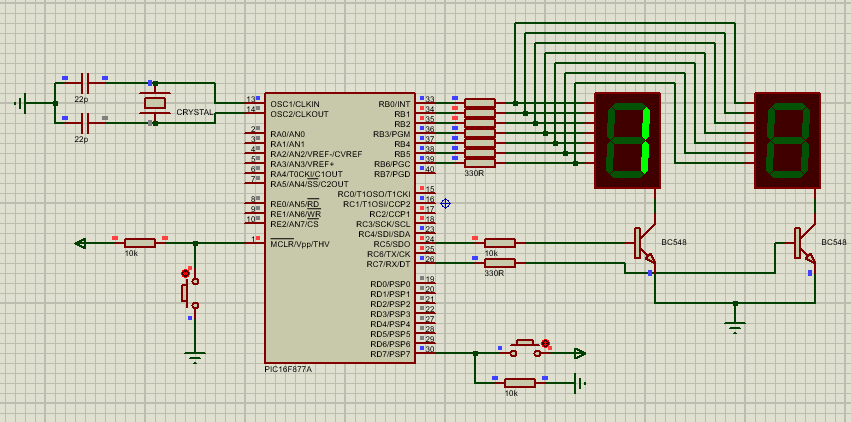 22p
22p
CRYSTAL
13
14
2
3
4
5
6
7
8
9
10
1
OSC1/CLKIN
OSC2/CLKOUT
RA0/AN0
RA1/AN1
RA2/AN2/VREF-/CVREF
RA3/AN3/VREF+
RA4/T0CKI/C1OUT
RA5/AN4/SS/C2OUT
RE0/AN5/RD
RE1/AN6/WR
RE2/AN7/CS
MCLR/Vpp/THV
RB0/INT
RB1
RB2
RB3/PGM
RB4
RB5
RB6/PGC
RB7/PGD
RC0/T1OSO/T1CKI
RC1/T1OSI/CCP2
RC2/CCP1
RC3/SCK/SCL
RC4/SDI/SDA
RC5/SDO
RC6/TX/CK
RC7/RX/DT
RD0/PSP0
RD1/PSP1
RD2/PSP2
RD3/PSP3
RD4/PSP4
RD5/PSP5
RD6/PSP6
RD7/PSP7
33
34
35
36
37
38
39
40
15
16
17
18
23
24
25
26
19
20
21
22
27
28
29
30
PIC16F877A
10k
330R
10k
330R
10k
1
BC548
BC548